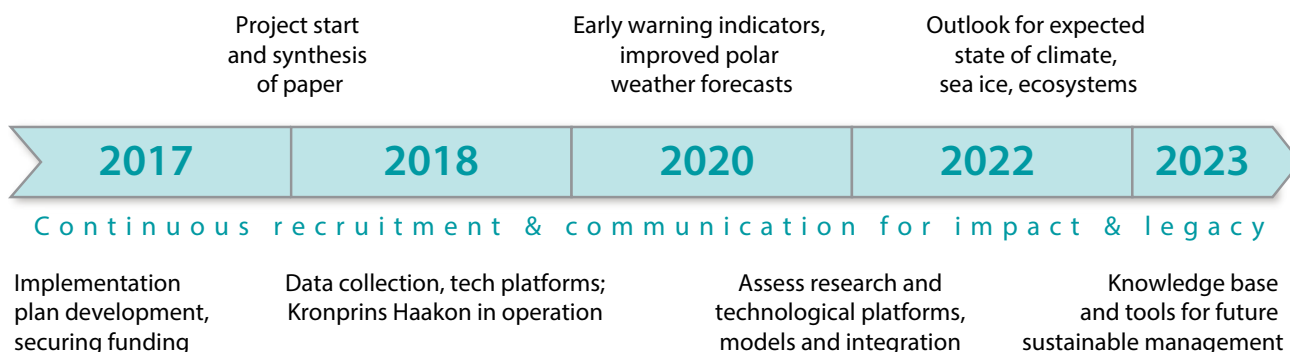 Project start
and synthesis
of paper
Early warning indicators,
improved polar
weather forecasts
Outlook for expected
state of climate,
sea ice, ecosystems
2017
2018
2020
2022
2023
Continuous recruitment & communication for impact & legacy
Implementation
plan development,
securing funding
Data collection, tech platforms;
Kronprins Haakon in operation
Assess research and
technological platforms,
models and integration
Knowledge base
and tools for future
sustainable management